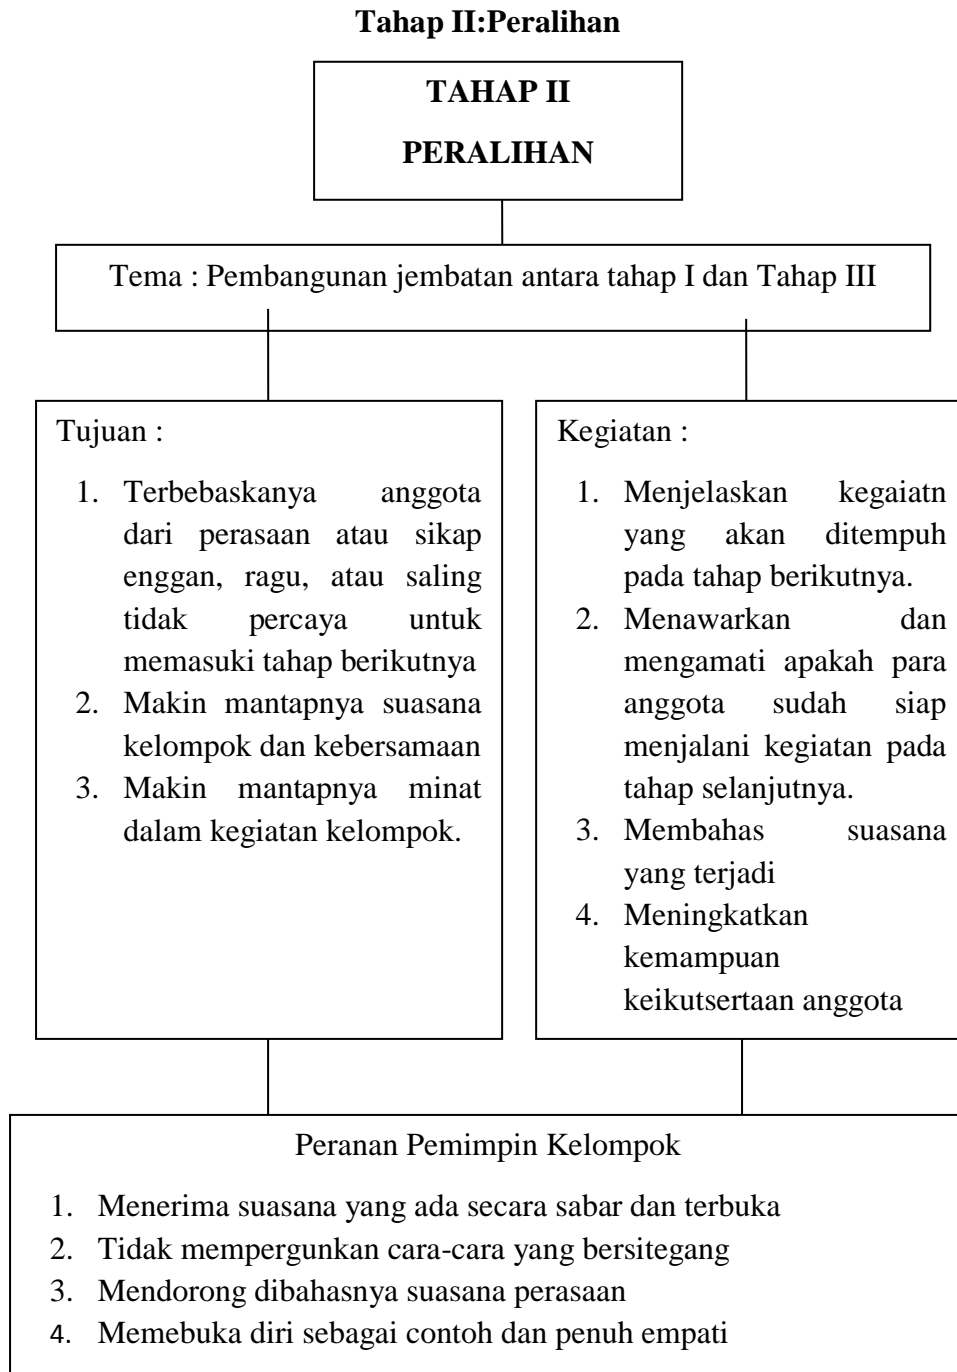 Tahap II:Peralihan
TAHAP II
PERALIHAN
Tema : Pembangunan jembatan antara tahap I dan Tahap III
Tujuan :
1. Terbebaskanya anggota
dari perasaan atau sikap
enggan, ragu, atau saling
tidak percaya untuk
memasuki tahap berikutnya
2. Makin mantapnya suasana
kelompok dan kebersamaan
3. Makin mantapnya minat
dalam kegiatan kelompok.
Kegiatan :
1. Menjelaskan kegaiatn
yang akan ditempuh
pada tahap berikutnya.
2. Menawarkan dan
mengamati apakah para
anggota sudah siap
menjalani kegiatan pada
tahap selanjutnya.
3. Membahas suasana
yang terjadi
4. Meningkatkan
kemampuan
keikutsertaan anggota
Peranan Pemimpin Kelompok
1. Menerima suasana yang ada secara sabar dan terbuka
2. Tidak mempergunkan cara-cara yang bersitegang
3. Mendorong dibahasnya suasana perasaan
4. Memebuka diri sebagai contoh dan penuh empati